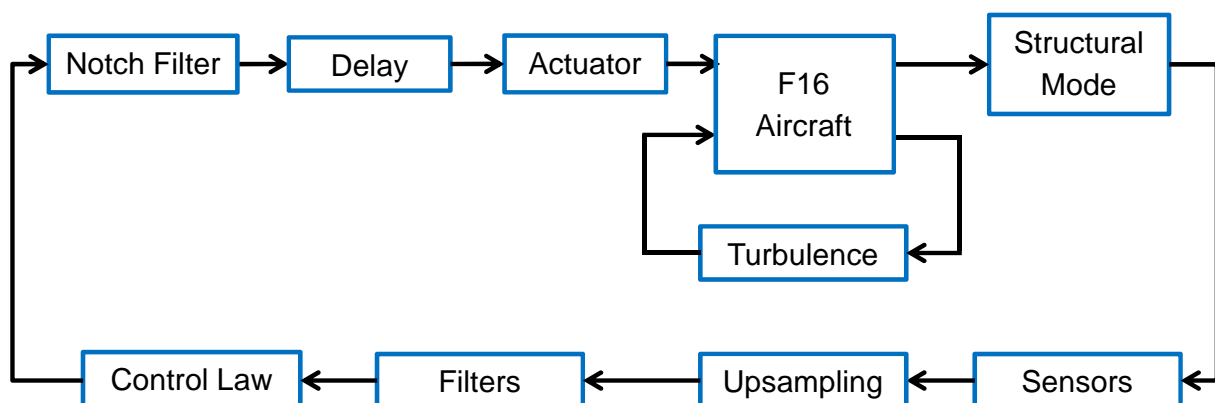 Notch Filter
Delay
Actuator
F16
Aircraft
Structural
Mode
Turbulence
Control Law
Filters
Upsampling
Sensors